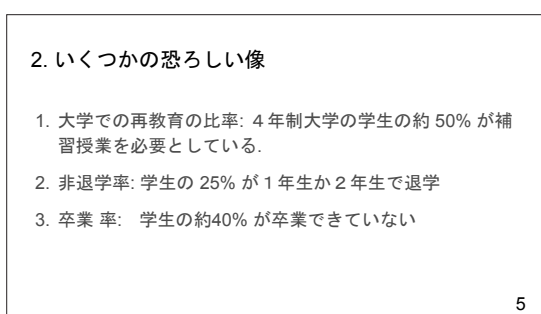 2. いくつかの恐ろしい像
1. 大学での再教育の比率: ４年制大学の学生の約 50% が補
習授業を必要としている.
2. 非退学率: 学生の 25% が１年生か２年生で退学
3. 卒業 率:　学生の約40% が卒業できていない
5